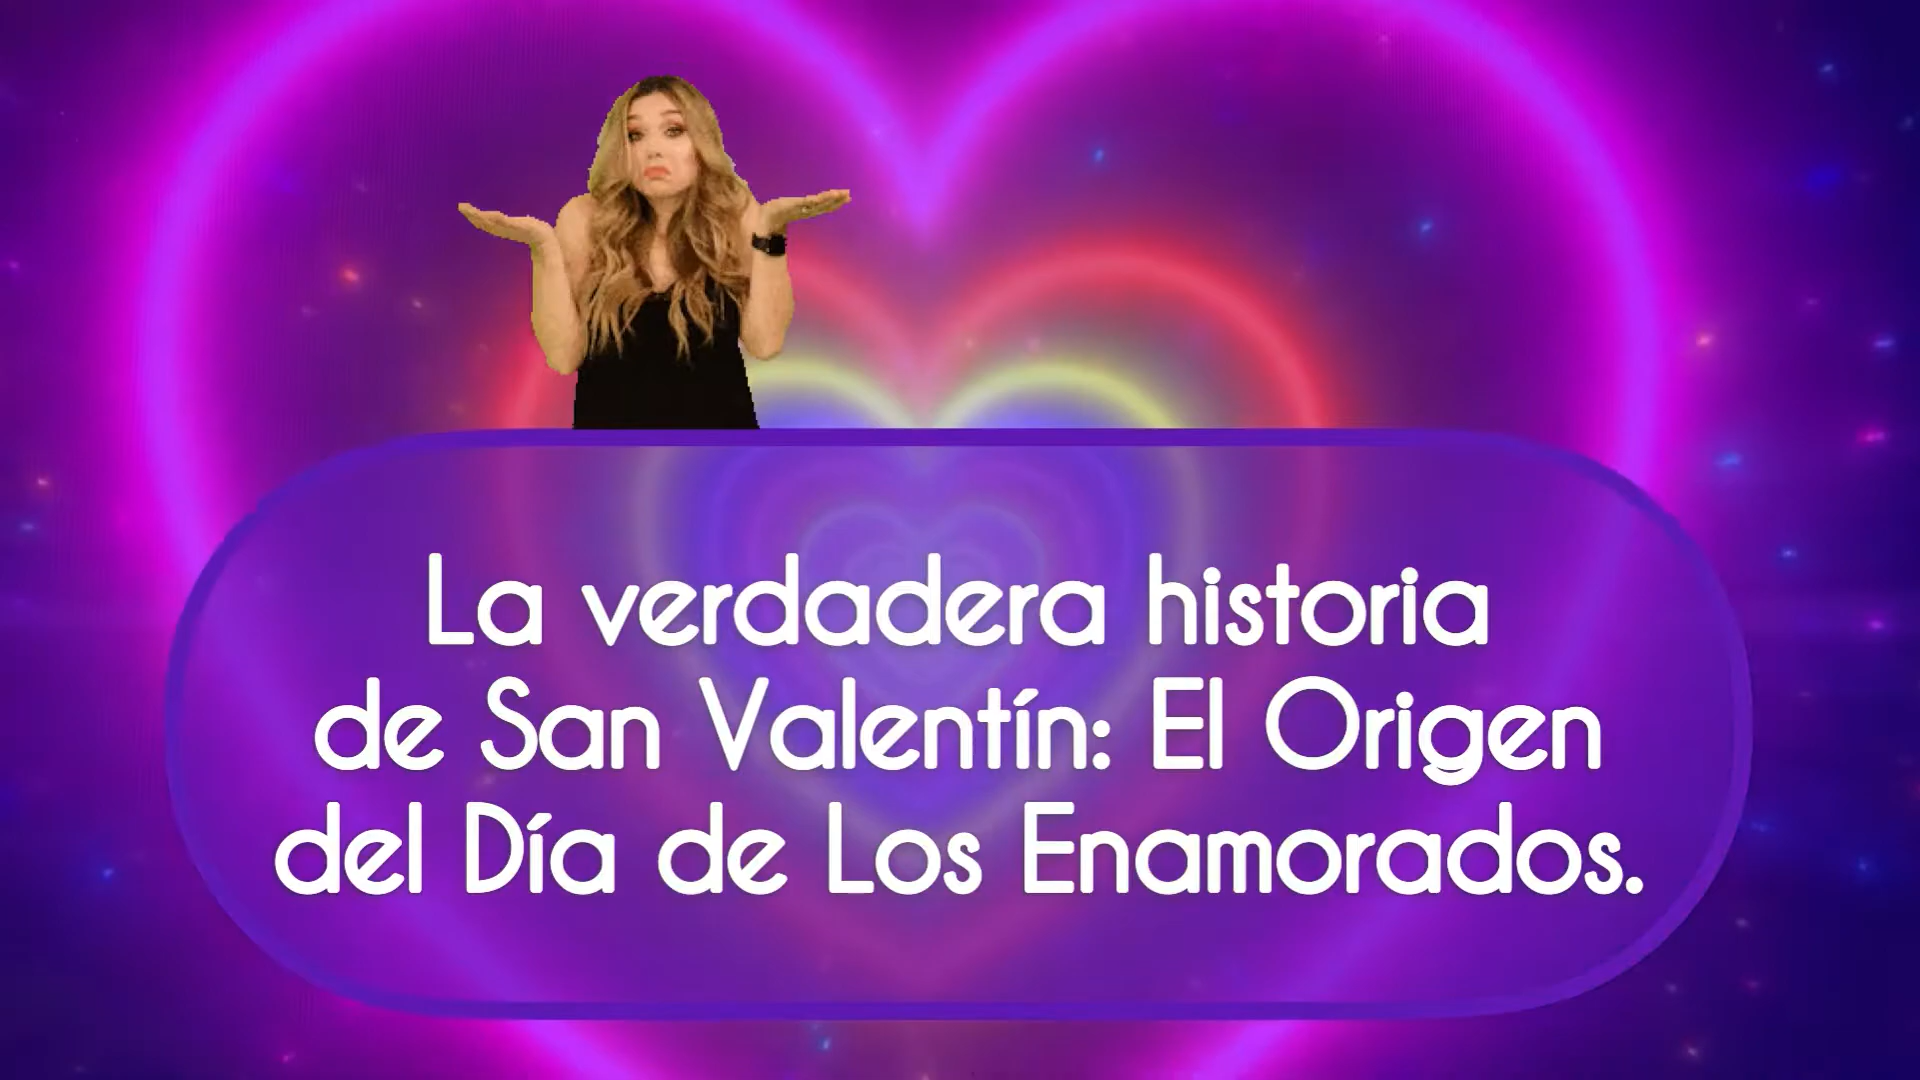 La verdadera historia
de San Valentín: El Origen
del Día de Los Enamorados.